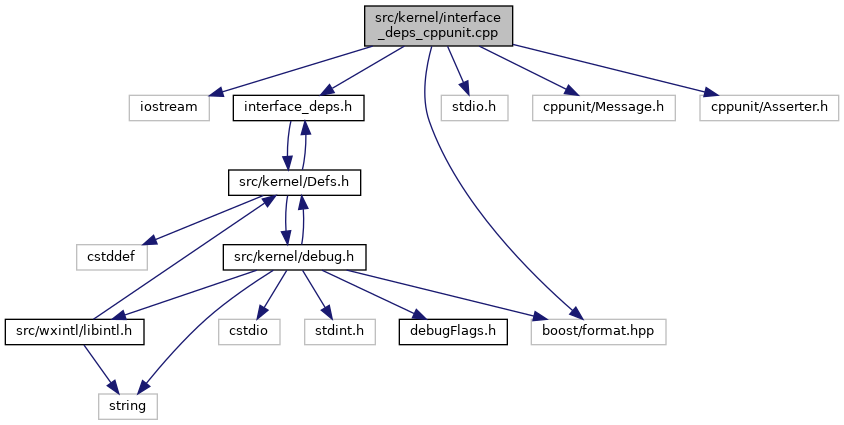 src/kernel/interface
_deps_cppunit.cpp
iostream
interface_deps.h
stdio.h
cppunit/Message.h
cppunit/Asserter.h
src/kernel/Defs.h
cstddef
src/kernel/debug.h
src/wxintl/libintl.h
cstdio
stdint.h
debugFlags.h
boost/format.hpp
string